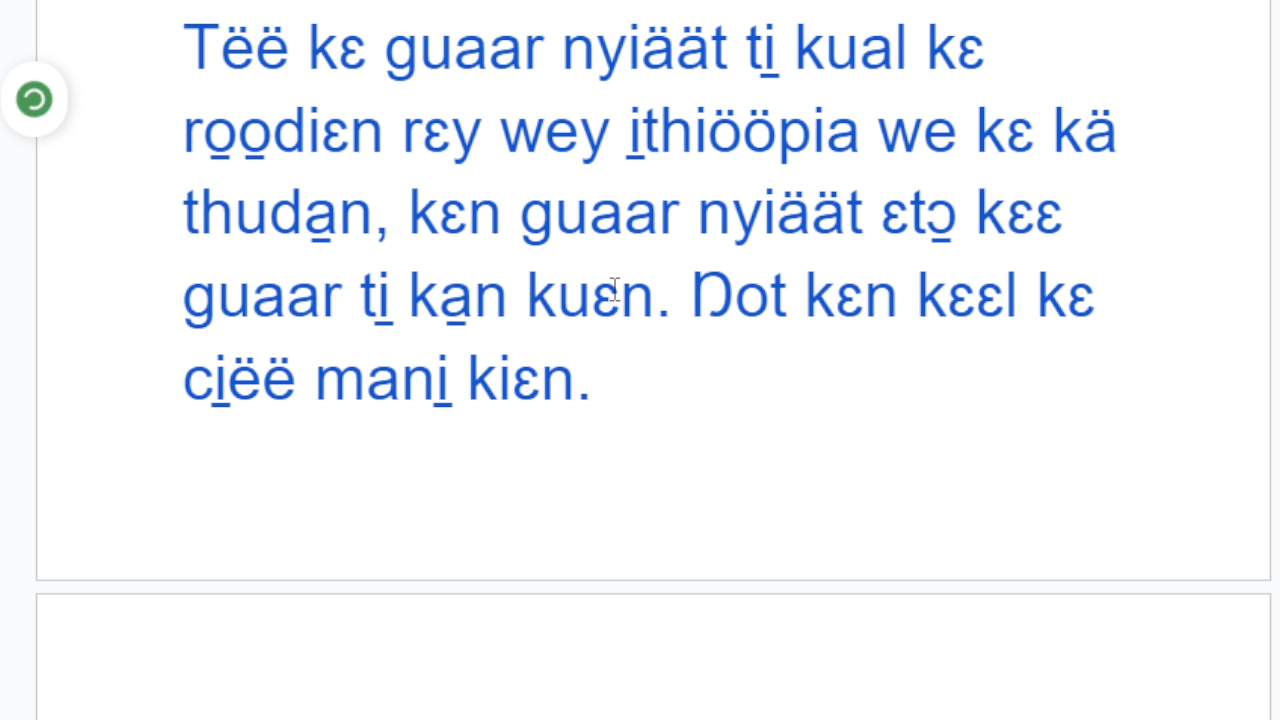 Tëë kɛ guaar nyiäät ti̱ kual kɛ
ro̱o̱diɛn rɛy wey i̱thiööpia we kɛ kä
thuda̱n, kɛn guaar nyiäät ɛtɔ̱ kɛɛ
guaar ti̱ ka̱n kuɛn. Ŋot kɛn kɛɛl kɛ
ci̱ëë mani̱ kiɛn.